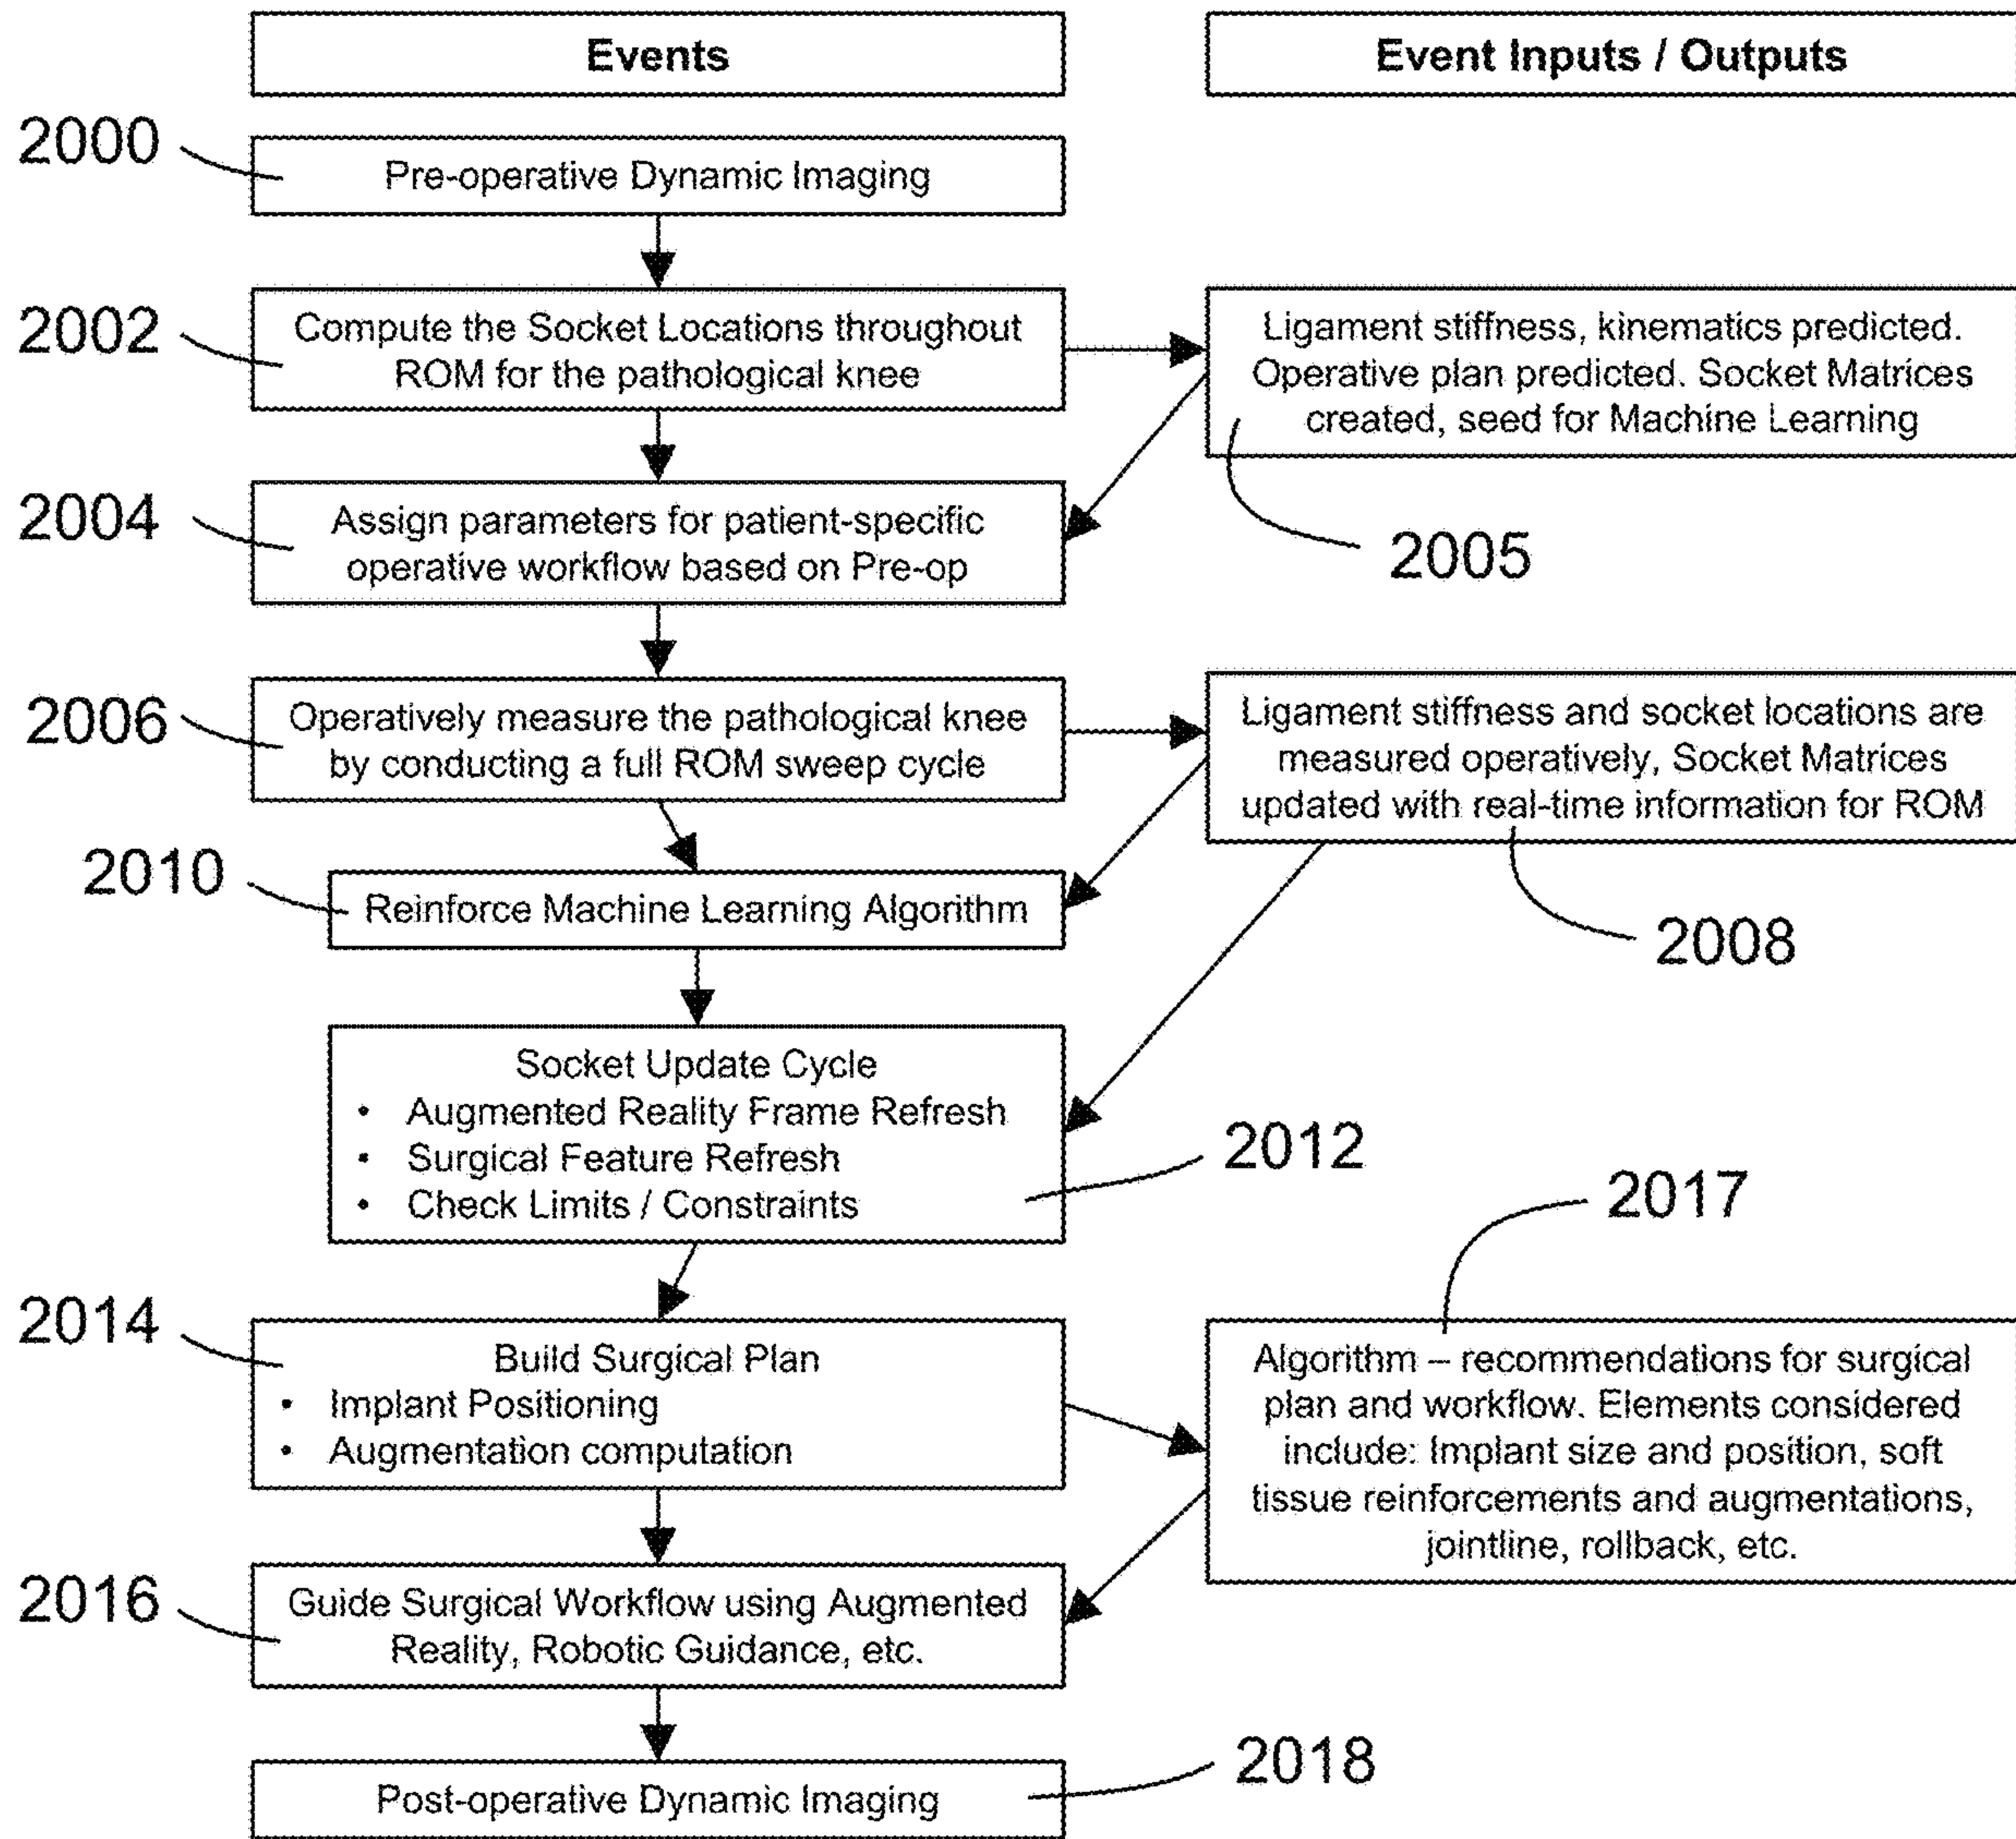 Events
Event Inputs / Outputs
2000
Pre-operative Dynamic Imaging
2002
Compute the Socket Locations throughout
ROM for the pathological knee
Ligament stiffness, kinematics predicted.
Operative plan predicted. Socket Matrices
created, seed for Machine Learning
2005
2004
Assign parameters for patient-specific
operative workflow based on Pre-op
2006
Operatively measure the pathological knee
by conducting a full ROM sweep cycle
Ligament stiffness and socket locations are
measured operatively, Socket Matrices
updated with real-time information for ROM
2008
2010
Reinforce Machine Learning Algorithm
Socket Update Cycle
• Augmented Reality Frame Refresh
• Surgical Feature Refresh
• Check Limits / Constraints
2012
2014
Build Surgical Plan
• Implant Positioning
• Augmentation computation
2017
Algorithm – recommendations for surgical
plan and workflow. Elements considered
include: Implant size and position, soft
tissue reinforcements and augmentations,
jointline, rollback, etc.
2016
Guide Surgical Workflow using Augmented
Reality, Robotic Guidance, etc.
2018
Post-operative Dynamic Imaging